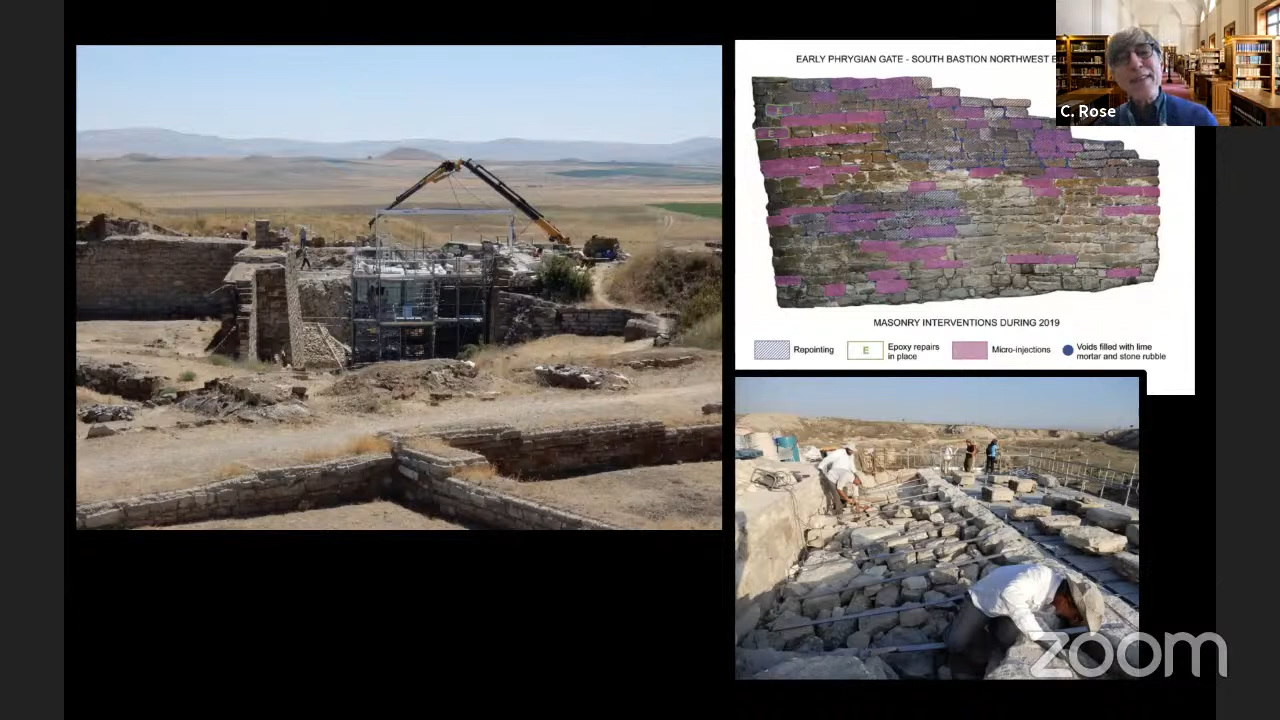 EARLY PHRYGIAN GATE - SOUTH BASTION NORTHWEST
C. Rose
E
E
MASONRY INTERVENTIONS DURING 2019
Repointing
E
Epoxy repairs
in place
Micro-injections
Voids filled with lime
mortar and stone rubble
zoom